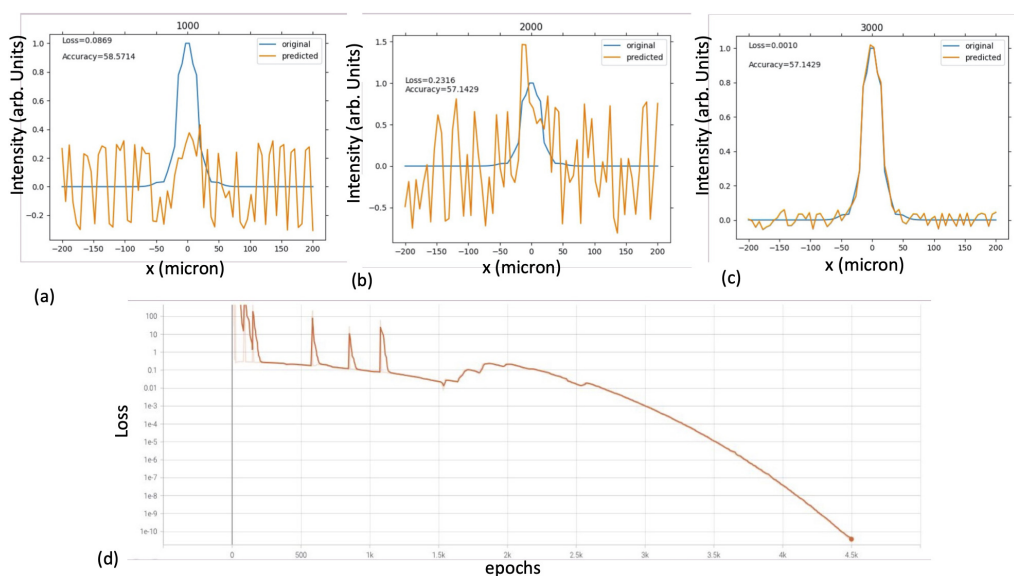 1000
Loss=0.0869
Accuracy=58.5714
original
predicted
Intensity (arb. Units)
1.0
0.8
0.6
0.4
0.2
0.0
−0.2
−200 −150 −100 −50 0 50 100 150 200
x (micron)
(a)
2000
Loss=0.2316
Accuracy=57.1429
original
predicted
Intensity (arb. Units)
1.5
1.0
0.5
0.0
−0.5
−200 −150 −100 −50 0 50 100 150 200
x (micron)
(b)
3000
Loss=0.0010
Accuracy=57.1429
original
predicted
Intensity (arb. Units)
1.0
0.8
0.6
0.4
0.2
0.0
−200 −150 −100 −50 0 50 100 150 200
x (micron)
(c)
Loss
100
10
1
0.1
0.01
1e-3
1e-4
1e-5
1e-6
1e-7
1e-8
1e-9
1e-10
0 500 1k 1.5k 2k 2.5k 3k 3.5k 4k 4.5k
epochs
(d)